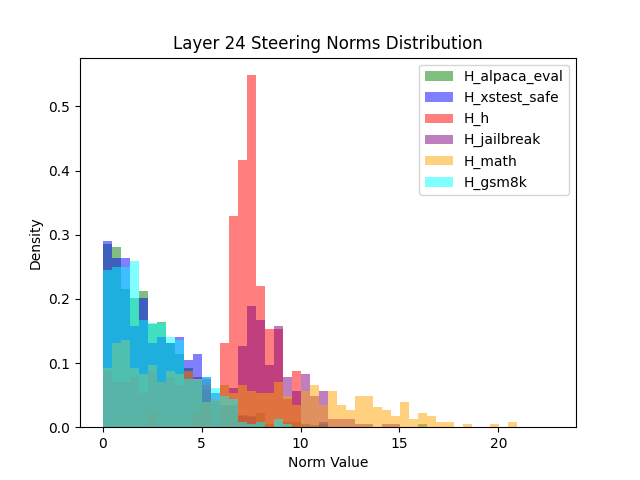 Layer 24 Steering Norms Distribution
H_alpaca_eval
H_xstest_safe
H_h
H_jailbreak
H_math
H_gsm8k
Density
0.5
0.4
0.3
0.2
0.1
0.0
0 5 10 15 20
Norm Value